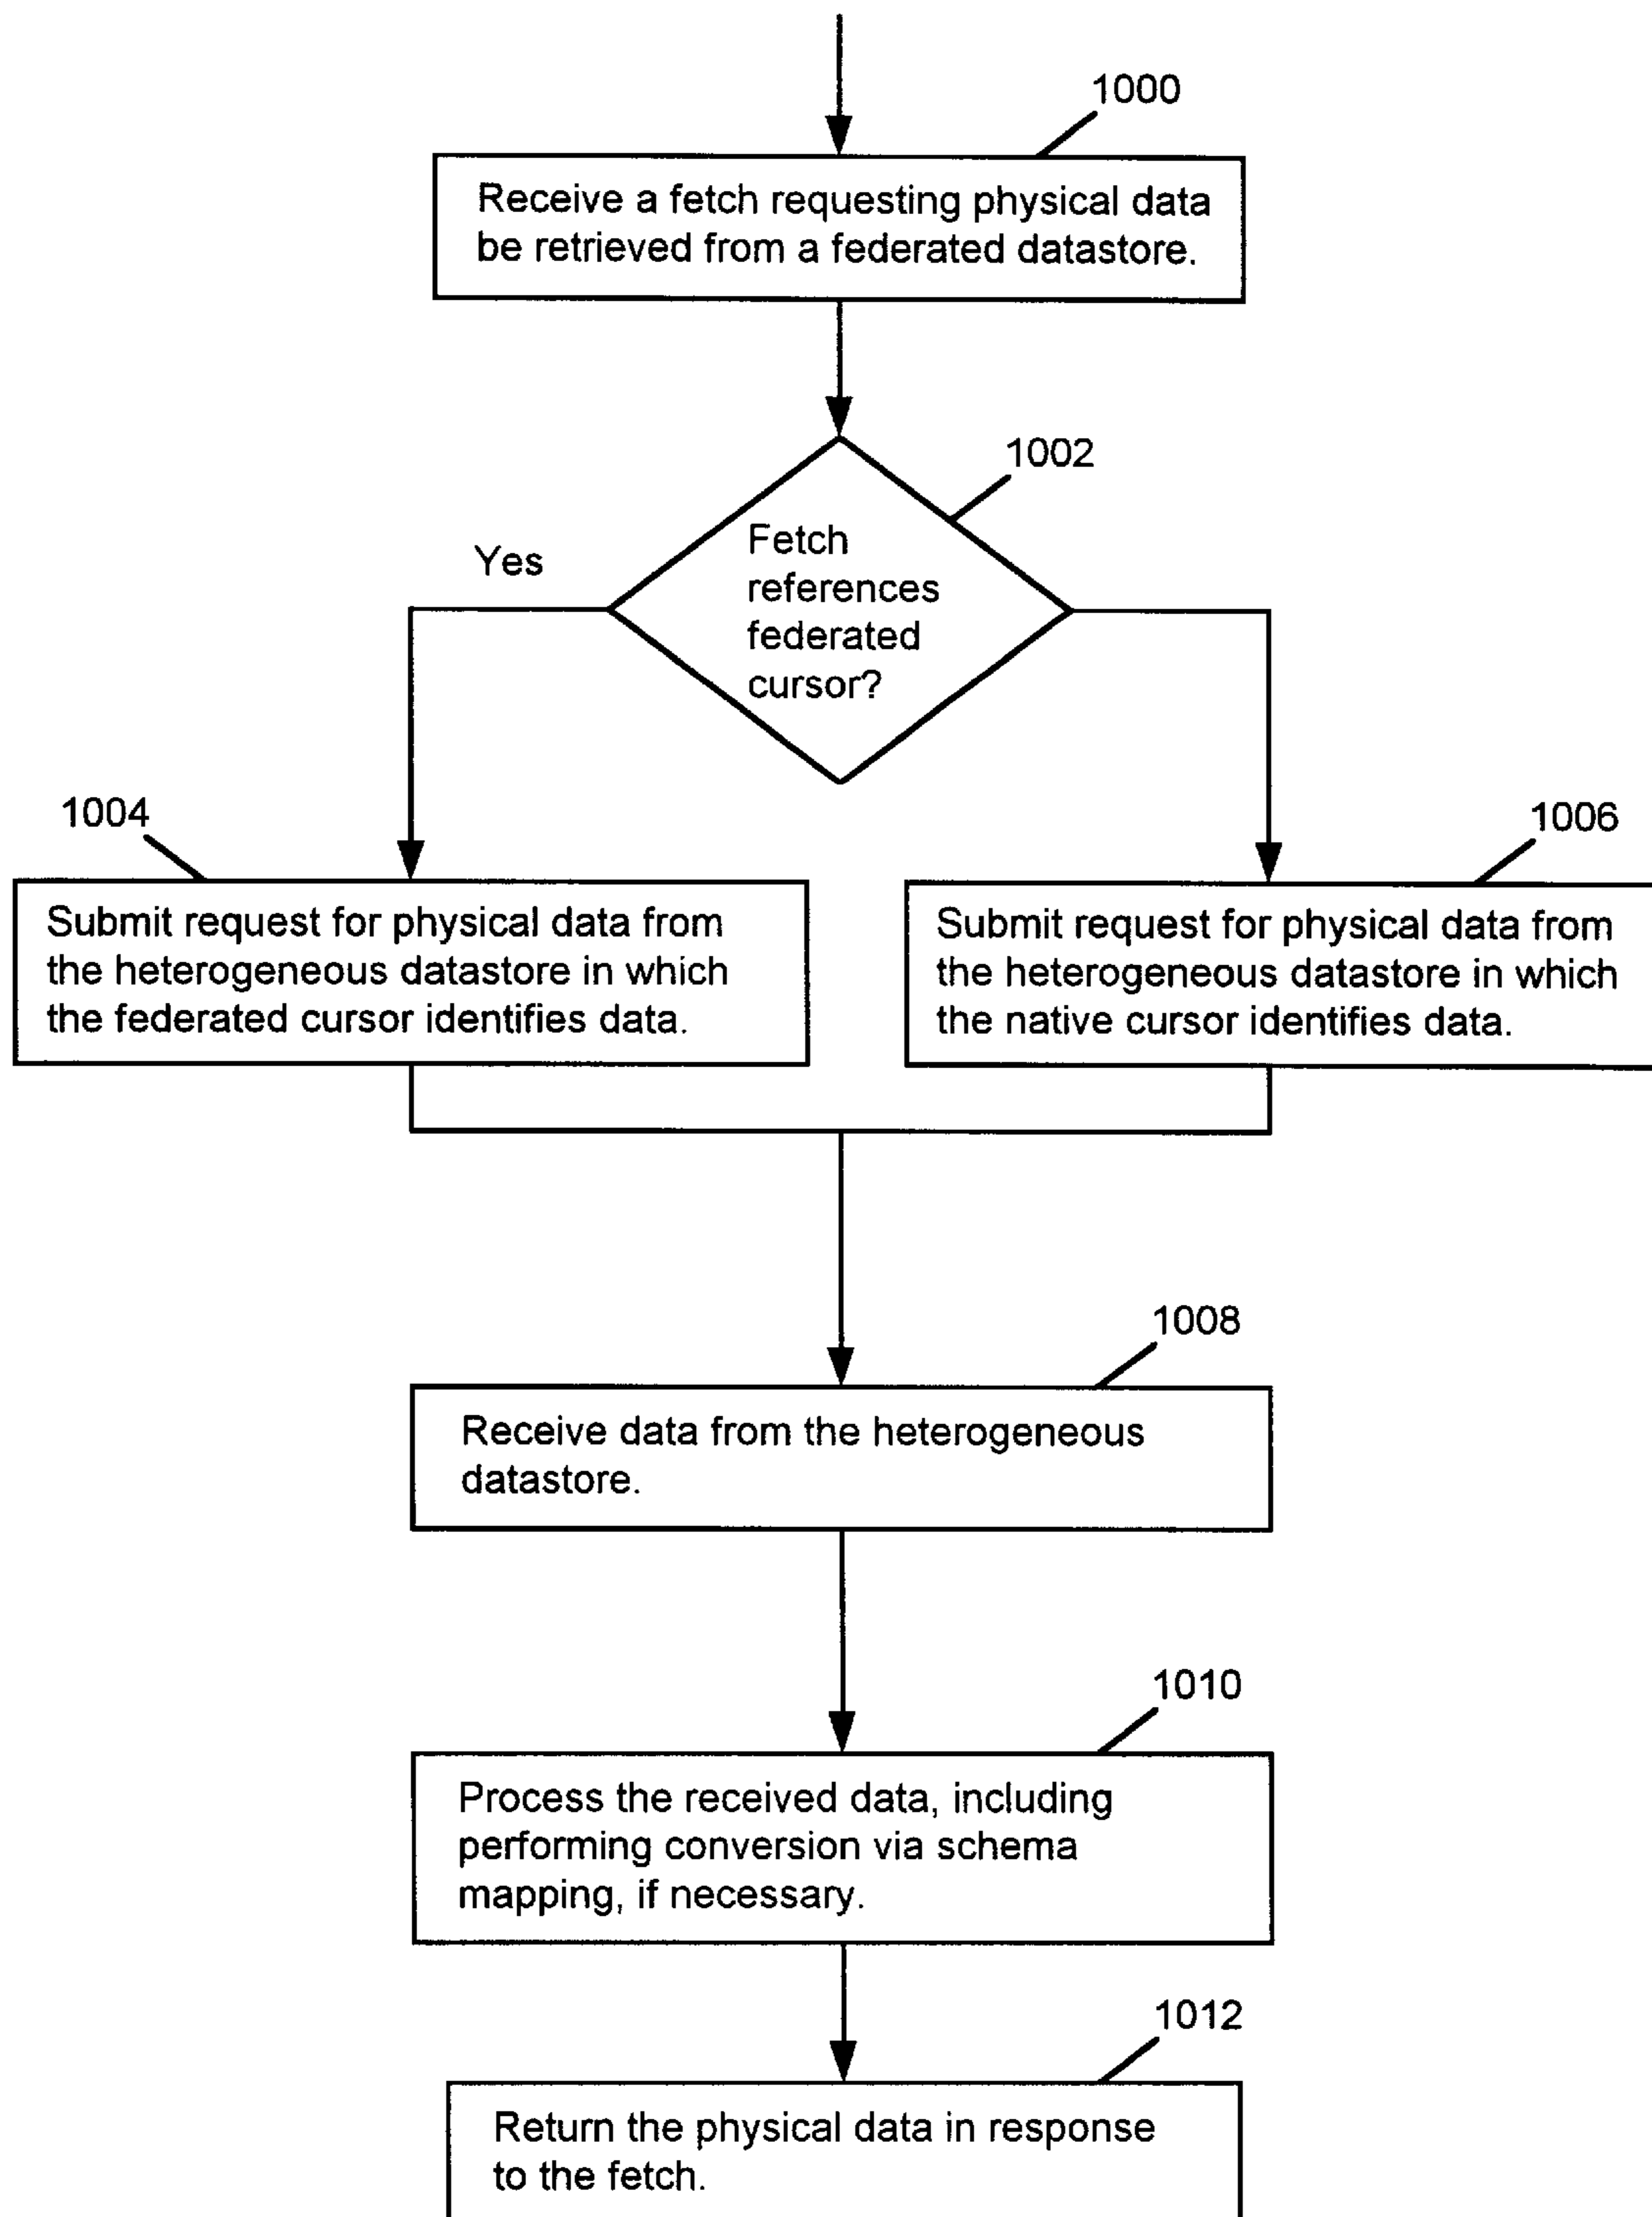 1000
Receive a fetch requesting physical data
be retrieved from a federated datastore.
1002
Fetch
references
federated
cursor?
Yes
1004
Submit request for physical data from
the heterogeneous datastore in which
the federated cursor identifies data.
1006
Submit request for physical data from
the heterogeneous datastore in which
the native cursor identifies data.
1008
Receive data from the heterogeneous
datastore.
1010
Process the received data, including
performing conversion via schema
mapping, if necessary.
1012
Return the physical data in response
to the fetch.